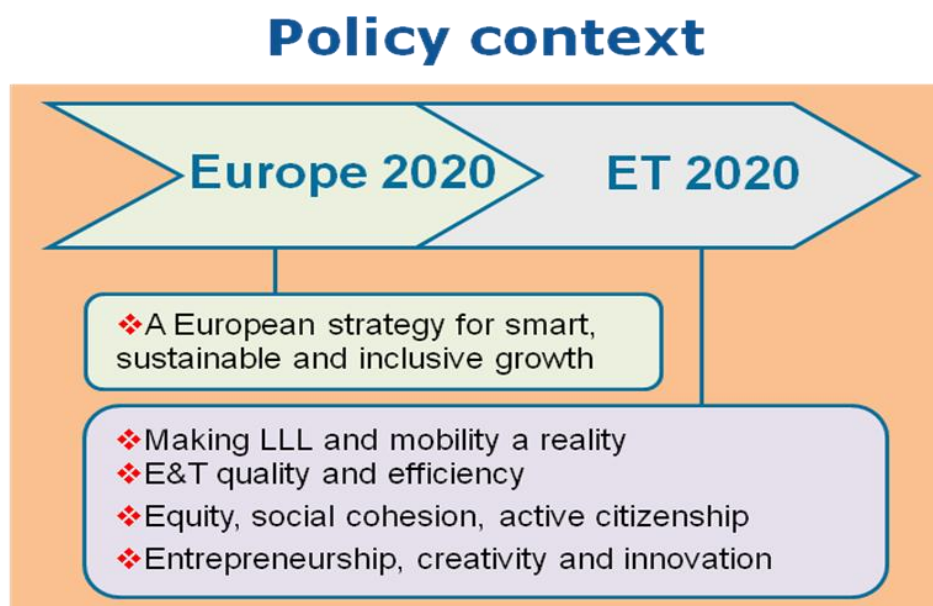 Policy context
Europe 2020
ET 2020
❖A European strategy for smart,
sustainable and inclusive growth
❖Making LLL and mobility a reality
❖E&T quality and efficiency
❖Equity, social cohesion, active citizenship
❖Entrepreneurship, creativity and innovation